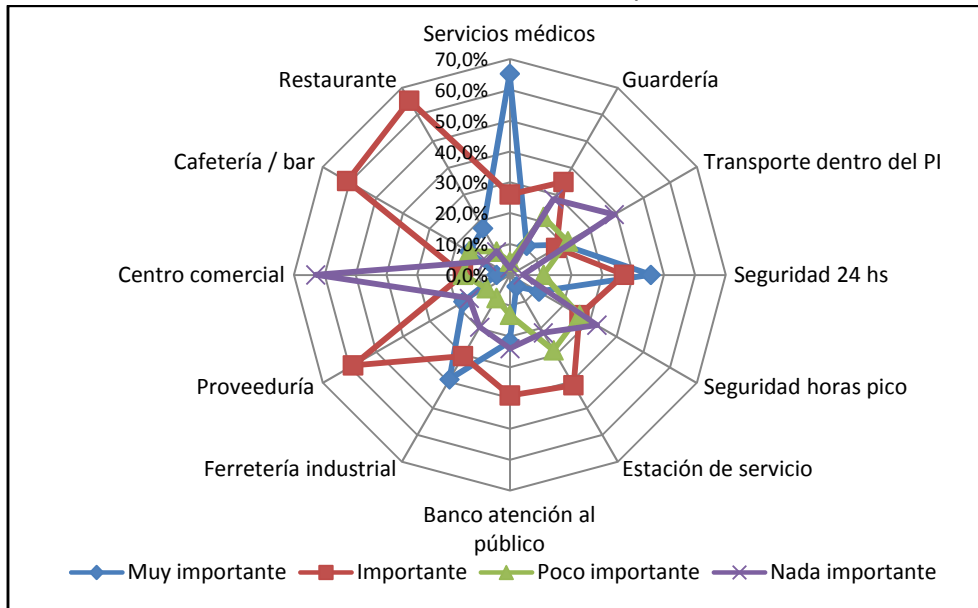 Servicios médicos
70,0%
60,0%
50,0%
40,0%
30,0%
20,0%
10,0%
0,0%
Guardería
Transporte dentro del PI
Seguridad 24 hs
Seguridad horas pico
Estación de servicio
Banco atención al
público
Ferretería industrial
Proveeduría
Centro comercial
Cafetería / bar
Restaurante
Muy importante
Importante
Poco importante
Nada importante